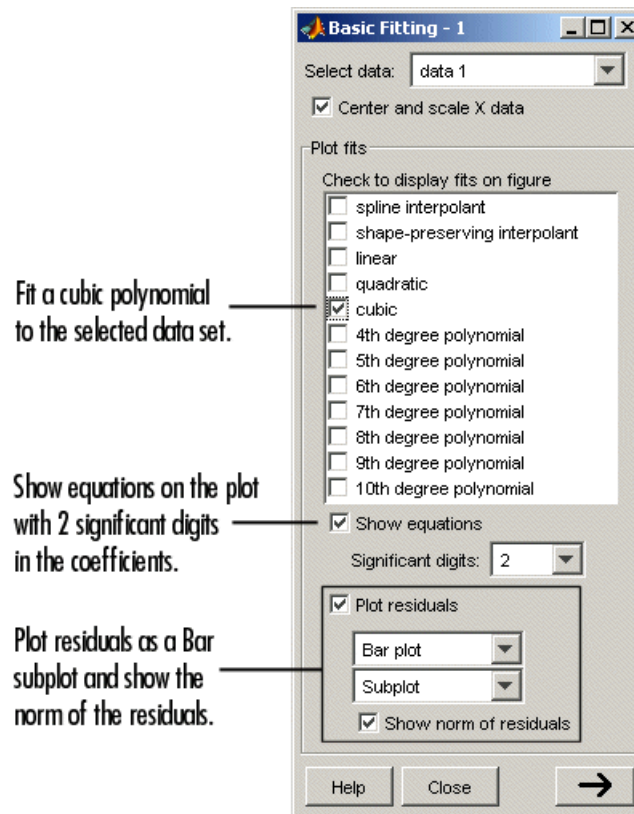 Basic Fitting - 1
Select data: data 1
Center and scale X data
Plot fits
Check to display fits on figure
spline interpolant
shape-preserving interpolant
linear
quadratic
Fit a cubic polynomial
to the selected data set.
cubic
4th degree polynomial
5th degree polynomial
6th degree polynomial
7th degree polynomial
8th degree polynomial
9th degree polynomial
10th degree polynomial
Show equations on the plot
with 2 significant digits
in the coefficients.
Show equations
Significant digits: 2
Plot residuals as a Bar
subplot and show the
norm of the residuals.
Plot residuals
Bar plot
Subplot
Show norm of residuals
Help Close